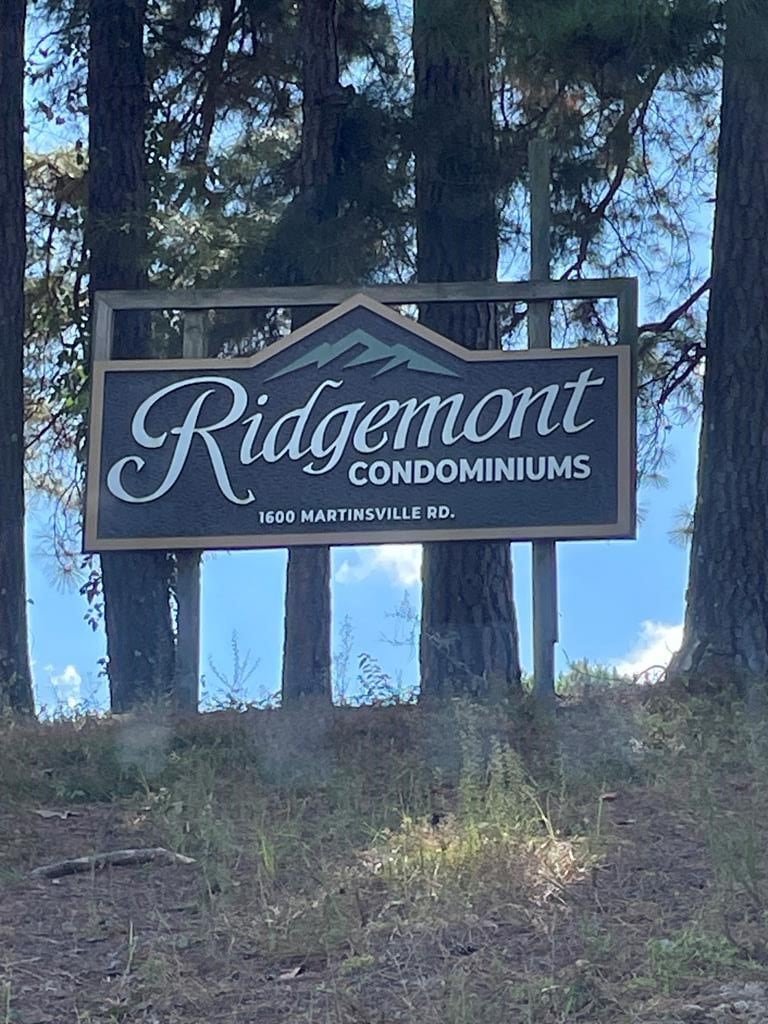 Ridgemont
CONDOMINIUMS
1600 MARTINSVILLE RD.